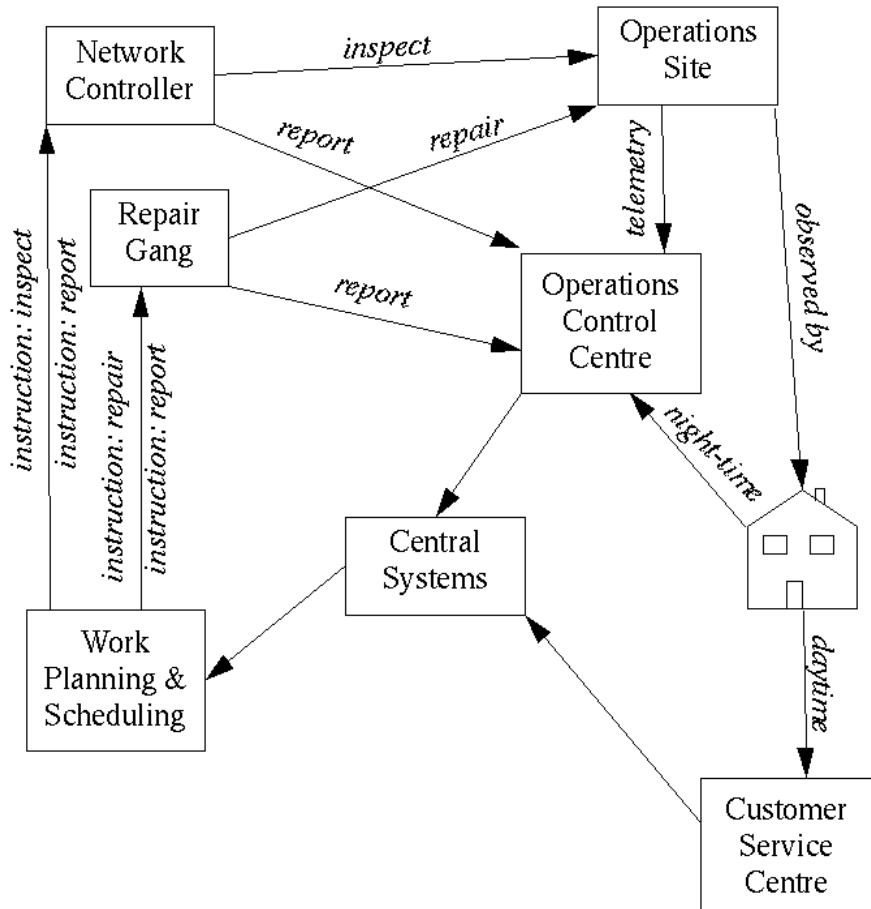 Network
Controller
inspect
Operations
Site
report
repair
telemetry
observed by
Repair
Gang
report
Operations
Control
Centre
instruction: inspect
instruction: report
instruction: repair
instruction: report
night-time
Central
Systems
Work
Planning &
Scheduling
daytime
Customer
Service
Centre